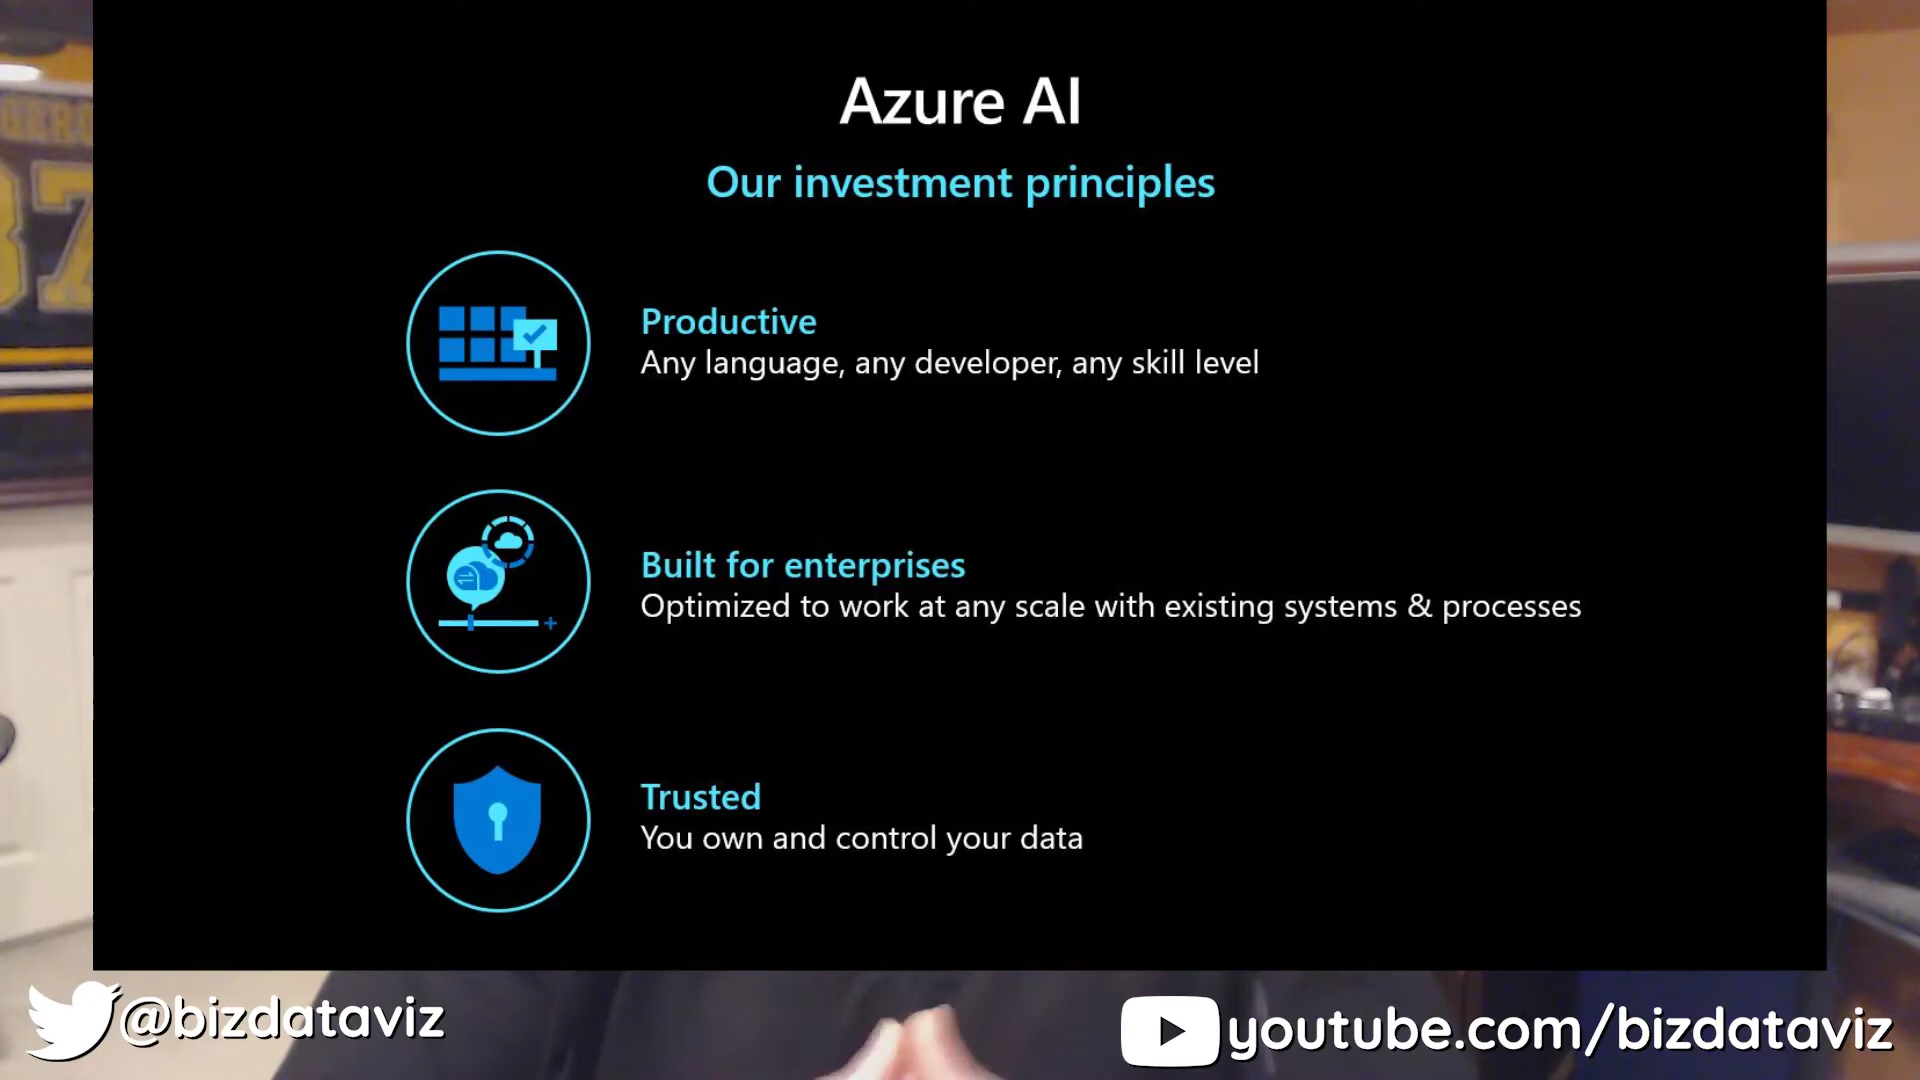 Azure AI
Our investment principles
Productive
Any language, any developer, any skill level
Built for enterprises
Optimized to work at any scale with existing systems & processes
Trusted
You own and control your data
@bizdataviz
youtube.com/bizdataviz